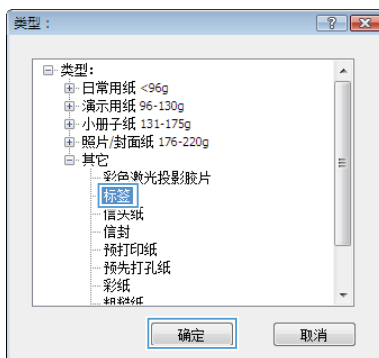 类型：
类型:
日常用纸 <96g
演示用纸 96-130g
小册子纸 131-175g
照片/封面纸 176-220g
其它
彩色激光投影胶片
标签
信头纸
信封
预打印纸
预先打孔纸
彩纸
粗糙纸
确定 取消